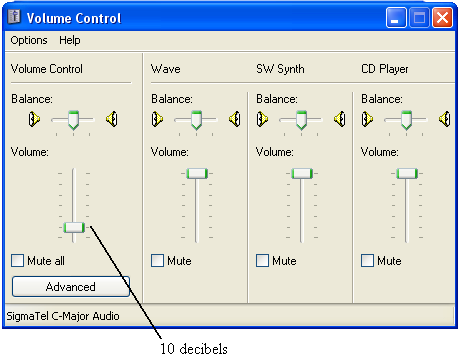 Volume Control
Options Help
Volume Control Wave SW Synth CD Player
Balance: Balance: Balance: Balance:
Volume: Volume: Volume: Volume:
Mute all Mute Mute Mute
Advanced
SigmaTel C-Major Audio
10 decibels